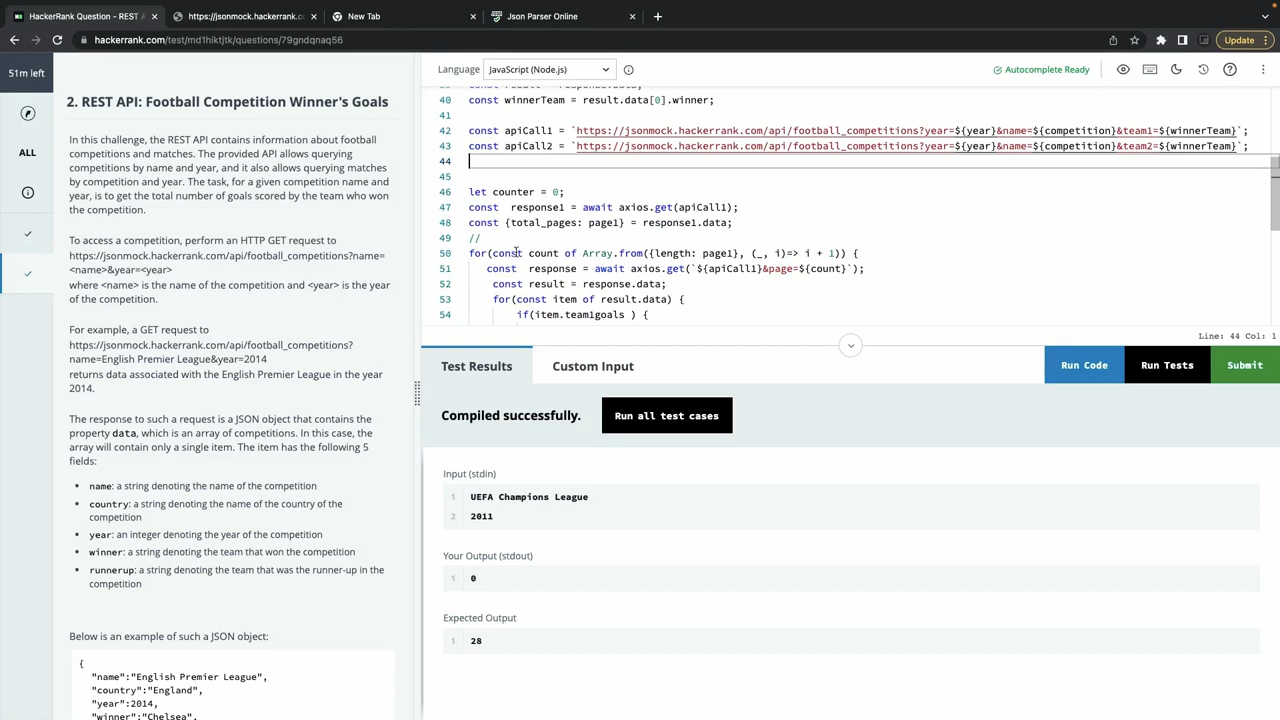 HackerRank Question - REST A
https://jsonmock.hackerrank.co
New Tab
Json Parser Online
hackerrank.com/test/md1hiktjtk/questions/79gndqnaq56
Update
51m left
ALL
2. REST API: Football Competition Winner's Goals
In this challenge, the REST API contains information about football
competitions and matches. The provided API allows querying
competitions by name and year, and it also allows querying matches
by competition and year. The task, for a given competition name and
year, is to get the total number of goals scored by the team who won
the competition.
To access a competition, perform an HTTP GET request to
https://jsonmock.hackerrank.com/api/football_competitions?name=
<name>&year=<year>
where <name> is the name of the competition and <year> is the year
of the competition.
For example, a GET request to
https://jsonmock.hackerrank.com/api/football_competitions?
name=English Premier League&year=2014
returns data associated with the English Premier League in the year
2014.
The response to such a request is a JSON object that contains the
property data, which is an array of competitions. In this case, the
array will contain only a single item. The item has the following 5
fields:
• name: a string denoting the name of the competition
• country: a string denoting the name of the country of the
competition
• year: an integer denoting the year of the competition
• winner: a string denoting the team that won the competition
• runnerup: a string denoting the team that was the runner-up in the
competition
Below is an example of such a JSON object:
{
"name":"English Premier League",
"country":"England",
"year":2014,
"winner":"Chelsea",
Language
JavaScript (Node.js)
Autocomplete Ready
40 const winnerTeam = result.data[0].winner;
41
42 const apiCall1 = `https://jsonmock.hackerrank.com/api/football_competitions?year=${year}&name=${competition}&team1=${winnerTeam}`;
43 const apiCall2 = `https://jsonmock.hackerrank.com/api/football_competitions?year=${year}&name=${competition}&team2=${winnerTeam}`;
44
45
46 let counter = 0;
47 const response1 = await axios.get(apiCall1);
48 const {total_pages: page1} = response1.data;
49 //
50 for(const count of Array.from({length: page1}, (_, i)=> i + 1)) {
51 const response = await axios.get(`${apiCall1}&page=${count}`);
52 const result = response.data;
53 for(const item of result.data) {
54 if(item.team1goals ) {
Line: 44 Col: 1
Test Results
Custom Input
Run Code
Run Tests
Submit
Compiled successfully.
Run all test cases
Input (stdin)
1 UEFA Champions League
2 2011
Your Output (stdout)
1 0
Expected Output
1 28